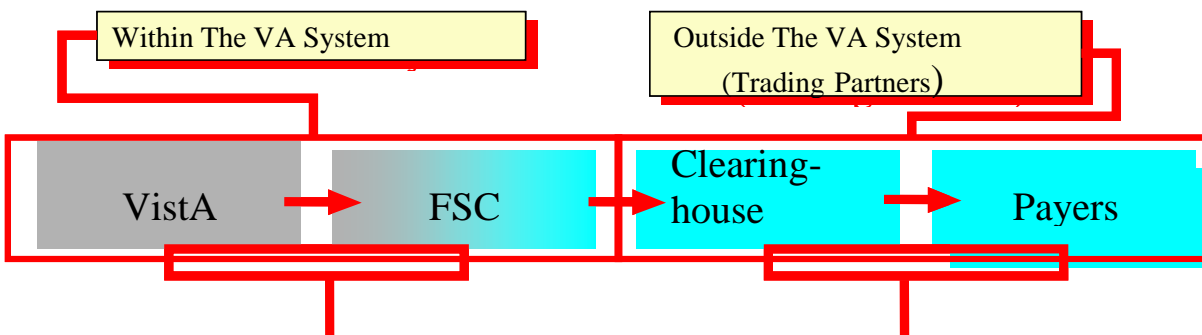 Within The VA System
Outside The VA System
(Trading Partners)
VistA
FSC
Clearing-
house
Payers